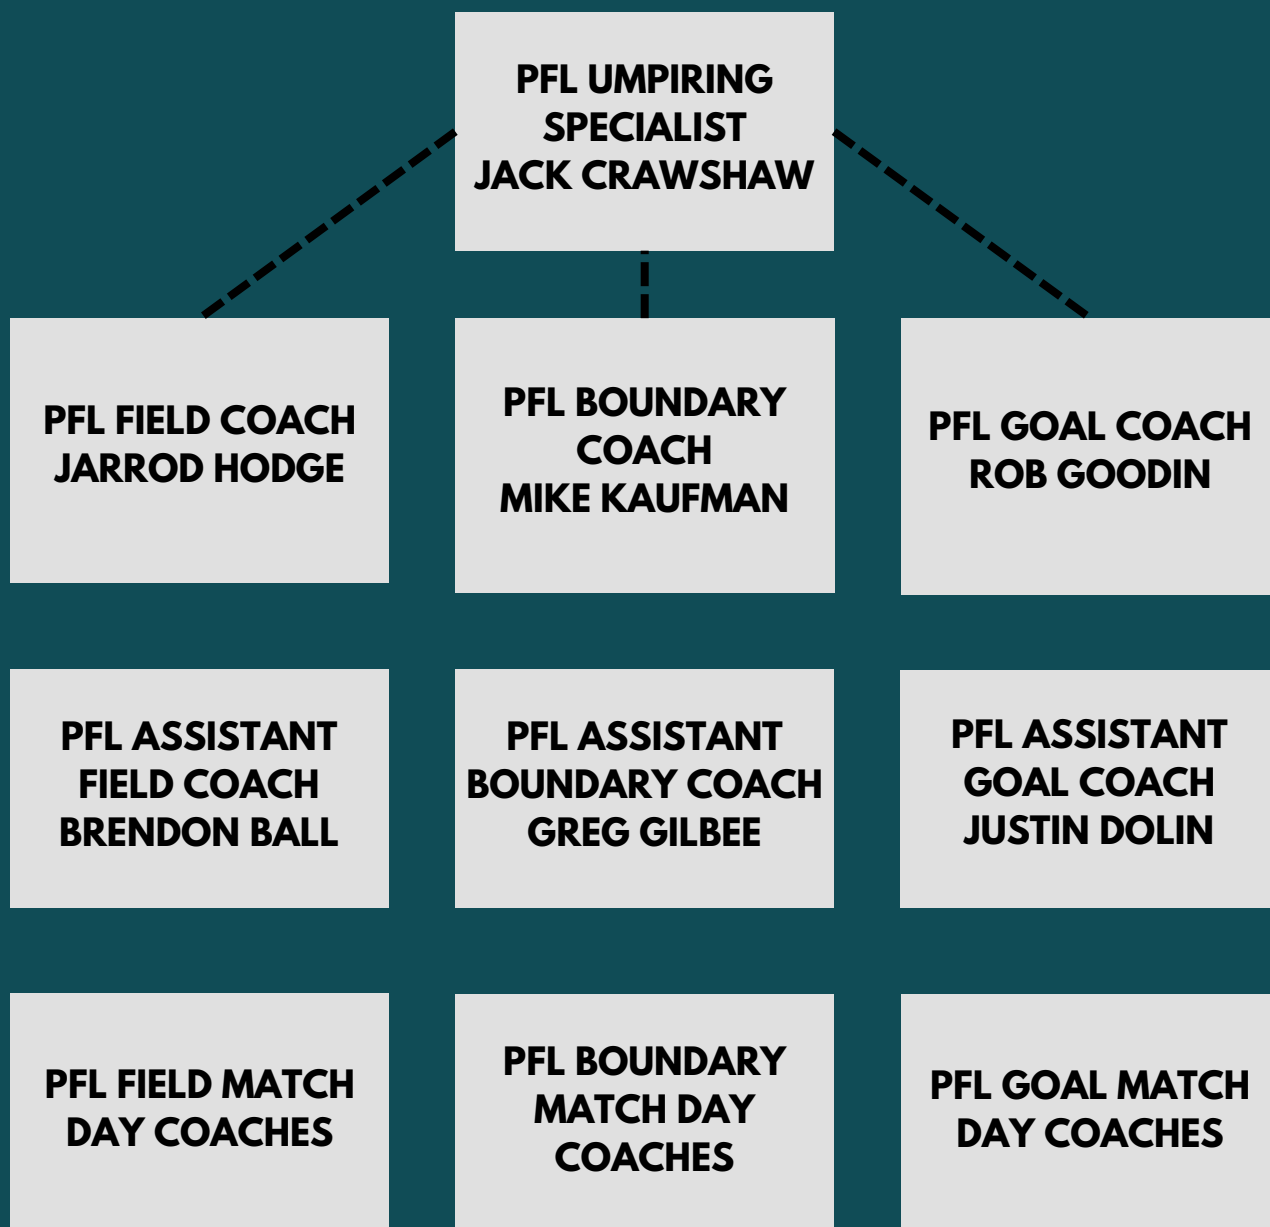 PFL UMPIRING
SPECIALIST
JACK CRAWSHAW
PFL FIELD COACH
JARROD HODGE
PFL BOUNDARY
COACH
MIKE KAUFMAN
PFL GOAL COACH
ROB GOODIN
PFL ASSISTANT
FIELD COACH
BRENDON BALL
PFL ASSISTANT
BOUNDARY COACH
GREG GILBEE
PFL ASSISTANT
GOAL COACH
JUSTIN DOLIN
PFL FIELD MATCH
DAY COACHES
PFL BOUNDARY
MATCH DAY
COACHES
PFL GOAL MATCH
DAY COACHES